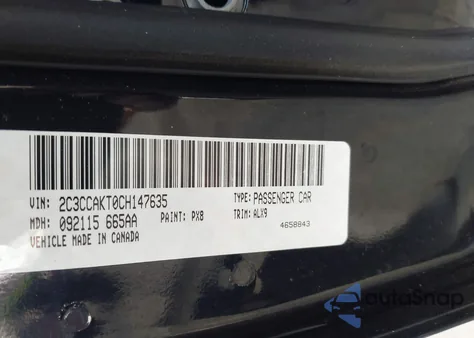 VIN: 2C3CCAKT0CH147635 TYPE: PASSENGER CAR
MDH: 092115 665AA PAINT: PX8 TRIM: ALX9
VEHICLE MADE IN CANADA 4658843
autoSnap